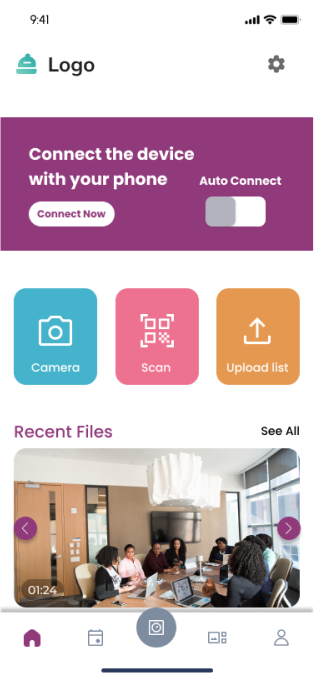 9:41
Logo
Connect the device
with your phone
Auto Connect
Connect Now
Camera
Scan
Upload list
Recent Files
See All
01:24